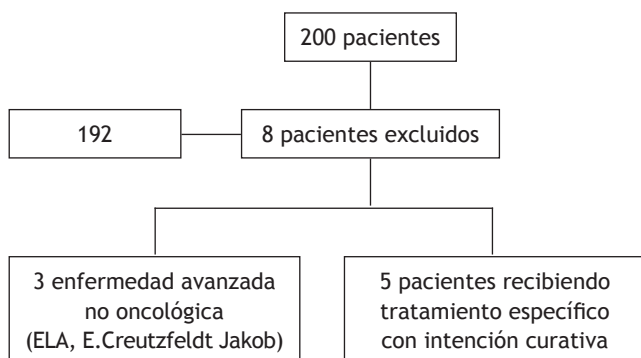 200 pacientes
192
8 pacientes excluidos
3 enfermedad avanzada
no oncológica
(ELA, E.Creutzfeldt Jakob)
5 pacientes recibiendo
tratamiento específico
con intención curativa